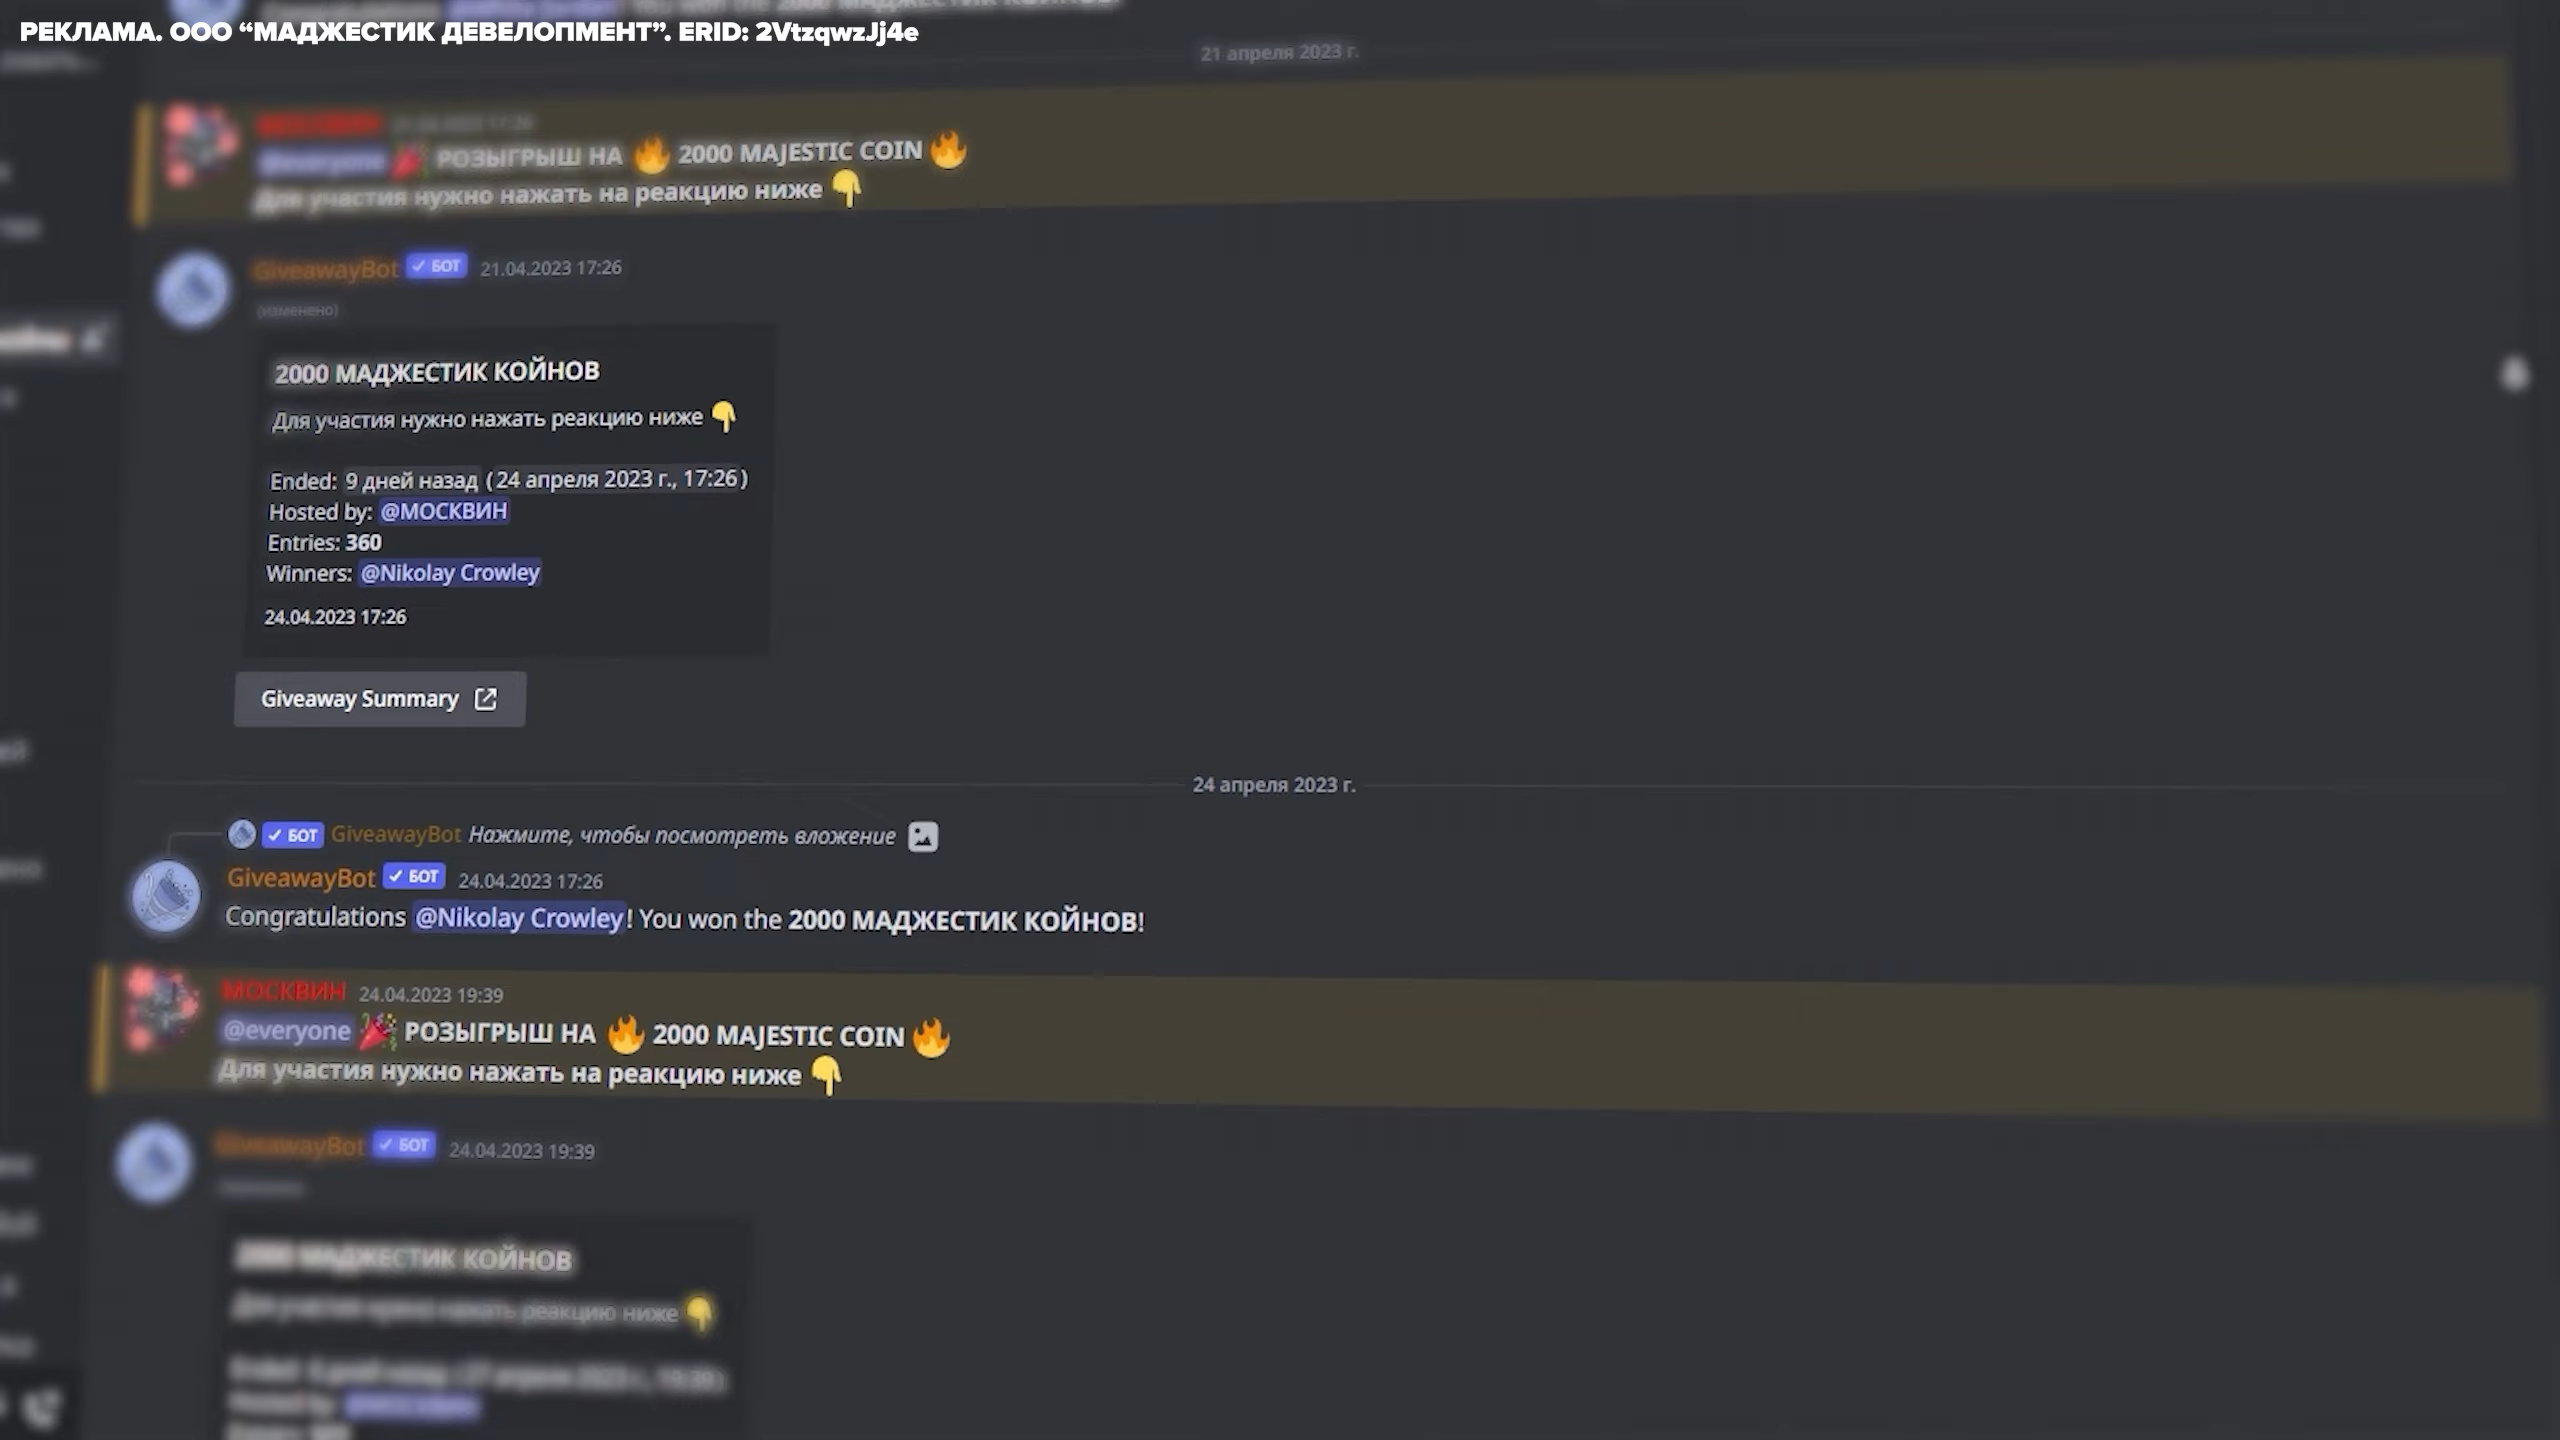 РЕКЛАМА. ООО “МАДЖЕСТИК ДЕВЕЛОПМЕНТ”. ERID: 2VtzqwzJj4e
21 апреля 2023 г.
@everyone РОЗЫГРЫШ НА 🔥 2000 MAJESTIC COIN 🔥
Для участия нужно нажать на реакцию ниже 👇
GiveawayBot ✓ БОТ 21.04.2023 17:26
(изменено)
2000 МАДЖЕСТИК КОЙНОВ
Для участия нужно нажать реакцию ниже 👇
Ended: 9 дней назад (24 апреля 2023 г., 17:26)
Hosted by: @МОСКВИН
Entries: 360
Winners: @Nikolay Crowley
24.04.2023 17:26
Giveaway Summary
24 апреля 2023 г.
✓ БОТ GiveawayBot Нажмите, чтобы посмотреть вложение
GiveawayBot ✓ БОТ 24.04.2023 17:26
Congratulations @Nikolay Crowley! You won the 2000 МАДЖЕСТИК КОЙНОВ!
МОСКВИН 24.04.2023 19:39
@everyone 🎉 РОЗЫГРЫШ НА 🔥 2000 MAJESTIC COIN 🔥
Для участия нужно нажать на реакцию ниже 👇
GiveawayBot ✓ БОТ 24.04.2023 19:39
2000 МАДЖЕСТИК КОЙНОВ
Для участия нужно нажать реакцию ниже 👇